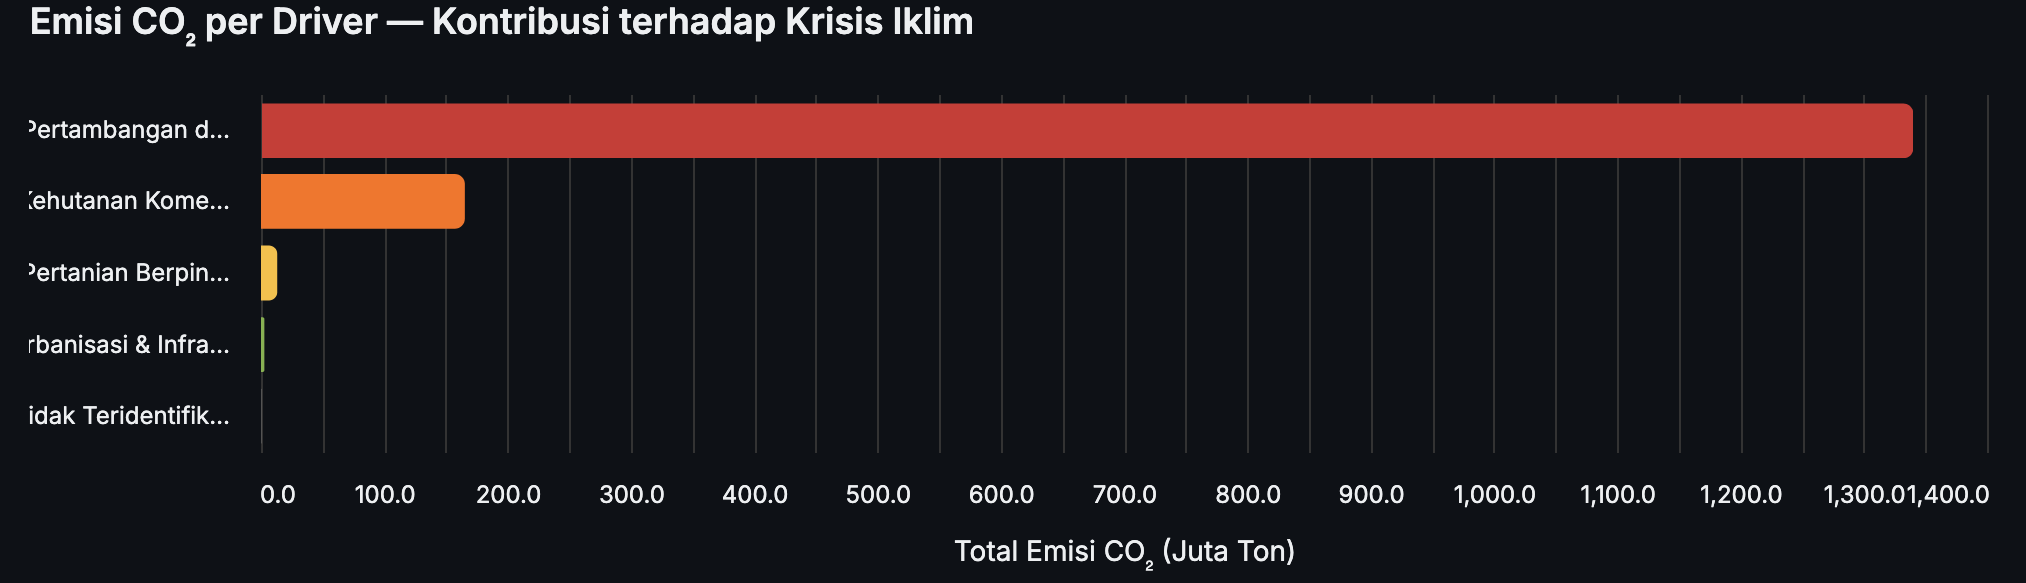 Emisi CO₂ per Driver — Kontribusi terhadap Krisis Iklim
Pertambangan d...
Kehutanan Kome...
Pertanian Berpin...
rbanisasi & Infra...
idak Teridentifik...
0.0 100.0 200.0 300.0 400.0 500.0 600.0 700.0 800.0 900.0 1,000.0 1,100.0 1,200.0 1,300.0 1,400.0
Total Emisi CO₂ (Juta Ton)